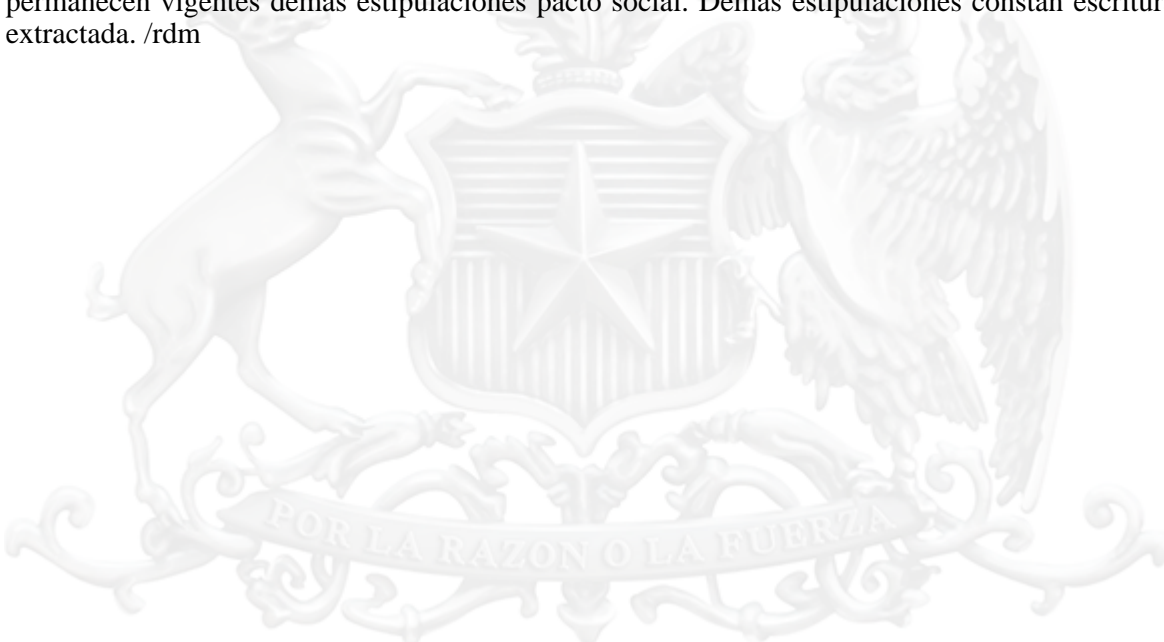 permanecen vigentes demás estipulaciones pacto social. Demás estipulaciones constan escritura
extractada. /rdm
POR LA RAZON O LA FUERZA